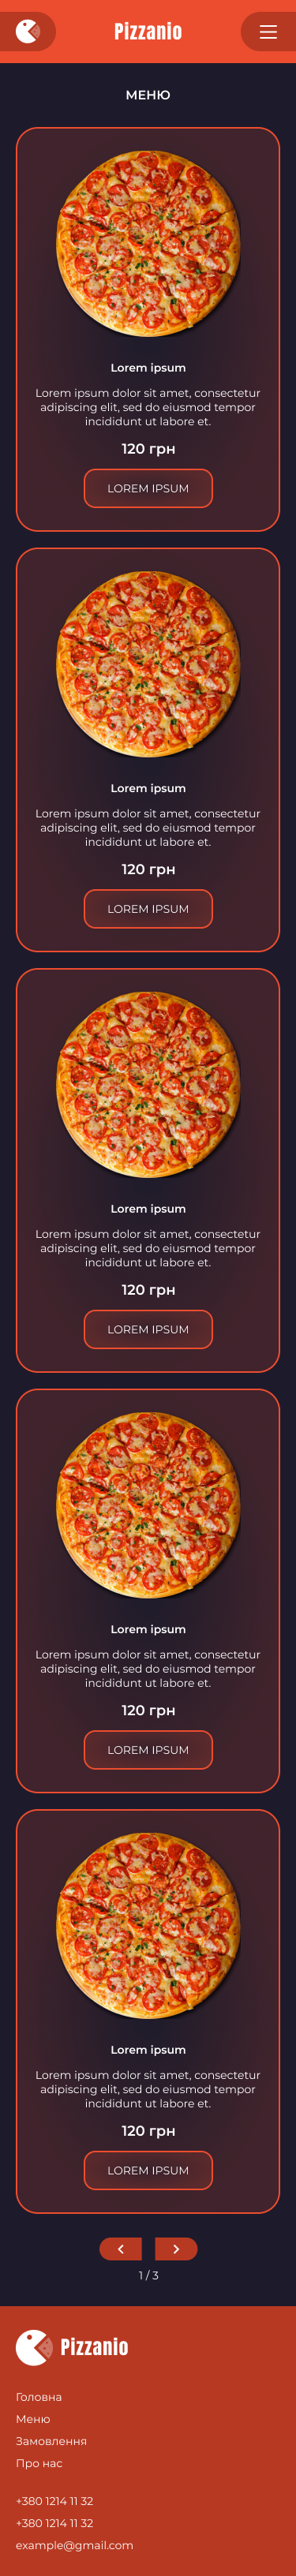 Pizzanio
МЕНЮ
Lorem ipsum
Lorem ipsum dolor sit amet, consectetur
adipiscing elit, sed do eiusmod tempor
incididunt ut labore et.
120 грн
LOREM IPSUM
Lorem ipsum
Lorem ipsum dolor sit amet, consectetur
adipiscing elit, sed do eiusmod tempor
incididunt ut labore et.
120 грн
LOREM IPSUM
Lorem ipsum
Lorem ipsum dolor sit amet, consectetur
adipiscing elit, sed do eiusmod tempor
incididunt ut labore et.
120 грн
LOREM IPSUM
Lorem ipsum
Lorem ipsum dolor sit amet, consectetur
adipiscing elit, sed do eiusmod tempor
incididunt ut labore et.
120 грн
LOREM IPSUM
Lorem ipsum
Lorem ipsum dolor sit amet, consectetur
adipiscing elit, sed do eiusmod tempor
incididunt ut labore et.
120 грн
LOREM IPSUM
1 / 3
Pizzanio
Головна
Меню
Замовлення
Про нас
+380 1214 11 32
+380 1214 11 32
example@gmail.com